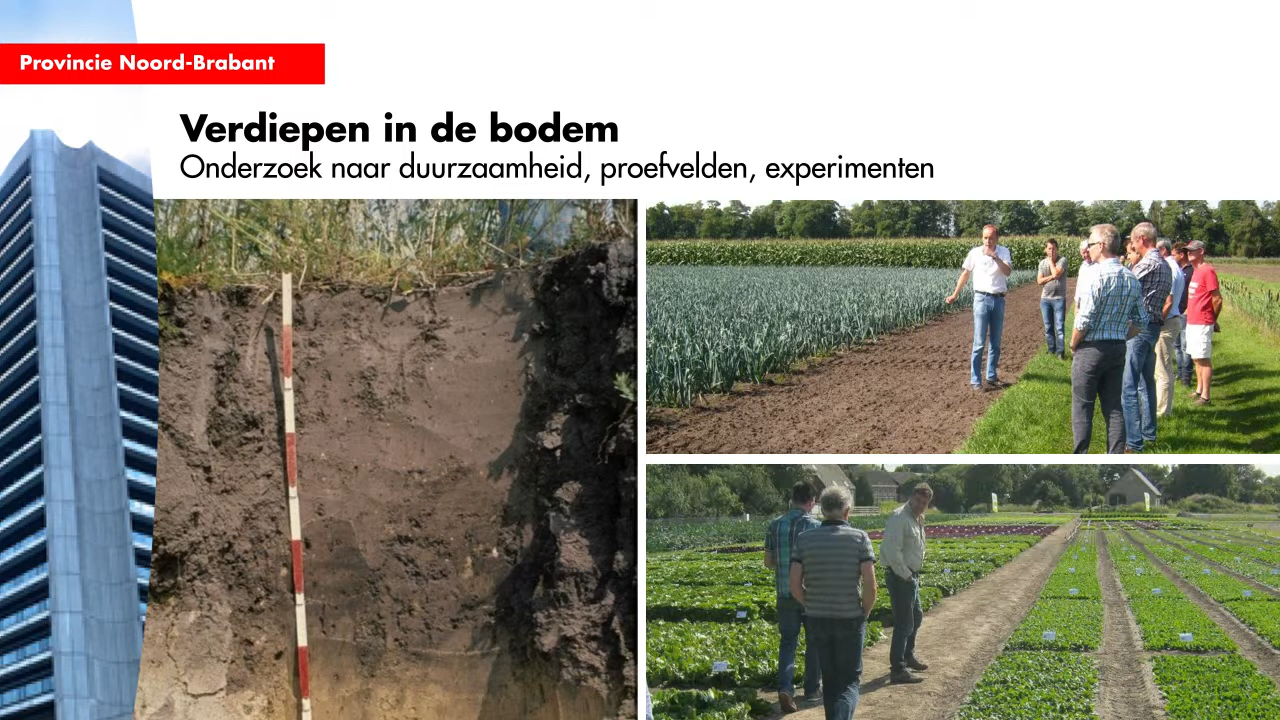 Provincie Noord-Brabant
Verdiepen in de bodem
Onderzoek naar duurzaamheid, proefvelden, experimenten